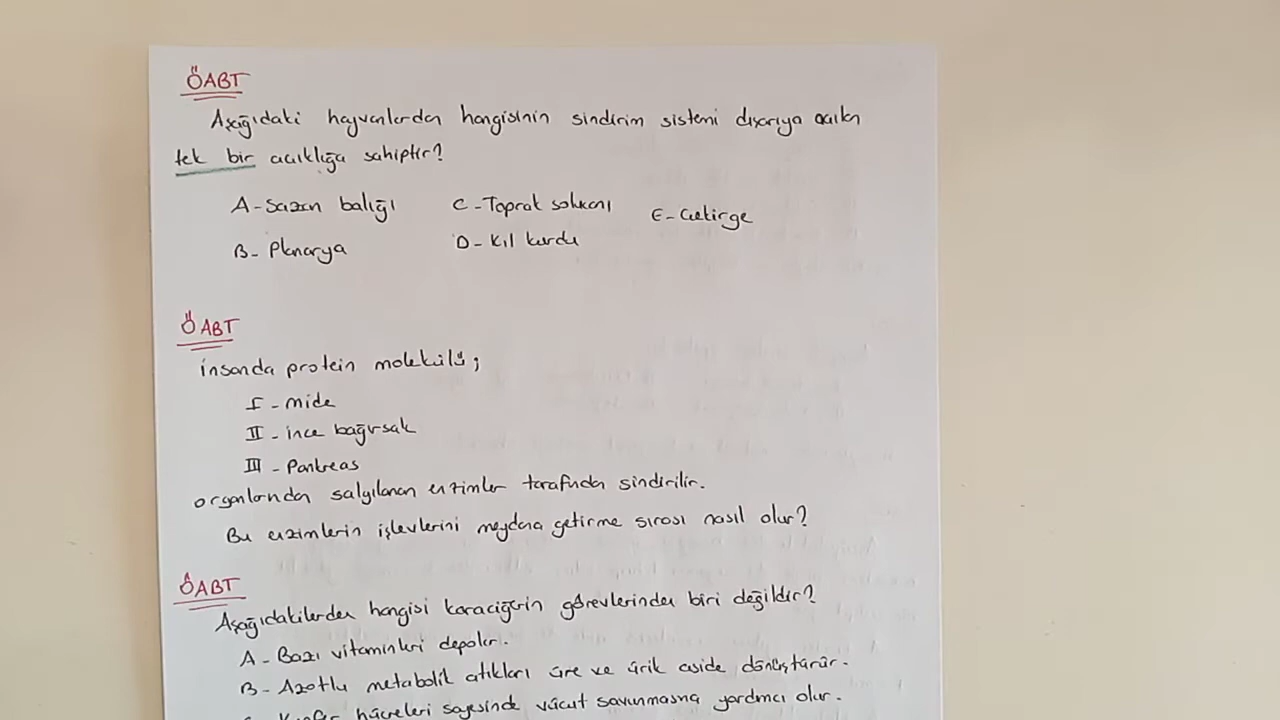 ÖABT
Aşağıdaki hayvanlardan hangisinin sindirim sistemi dışarıya açılan
tek bir açıklığa sahiptir?
A - Sazan balığı
B - Planarya
C - Toprak solucanı
D - Kıl kurdu
E - Çekirge
ÖABT
İnsanda protein molekülü;
I - mide
II - ince bağırsak
III - Pankreas
organlarından salgılanan enzimler tarafından sindirilir.
Bu enzimlerin işlevlerini meydana getirme sırası nasıl olur?
ÖABT
Aşağıdakilerden hangisi karaciğerin görevlerinden biri değildir?
A - Bazı vitaminleri depolar.
B - Azotlu metabolik atıkları üre ve ürik aside dönüştürür.
Kupfer hücreleri sayesinde vücut savunmasına yardımcı olur.